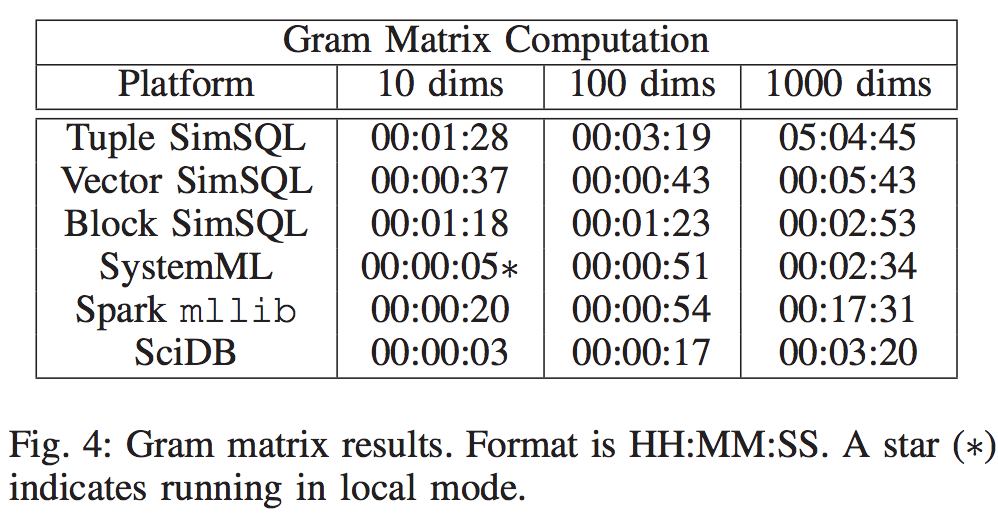 Gram Matrix Computation
Platform 10 dims 100 dims 1000 dims
Tuple SimSQL 00:01:28 00:03:19 05:04:45
Vector SimSQL 00:00:37 00:00:43 00:05:43
Block SimSQL 00:01:18 00:01:23 00:02:53
SystemML 00:00:05∗ 00:00:51 00:02:34
Spark mllib 00:00:20 00:00:54 00:17:31
SciDB 00:00:03 00:00:17 00:03:20
Fig. 4: Gram matrix results. Format is HH:MM:SS. A star (∗)
indicates running in local mode.